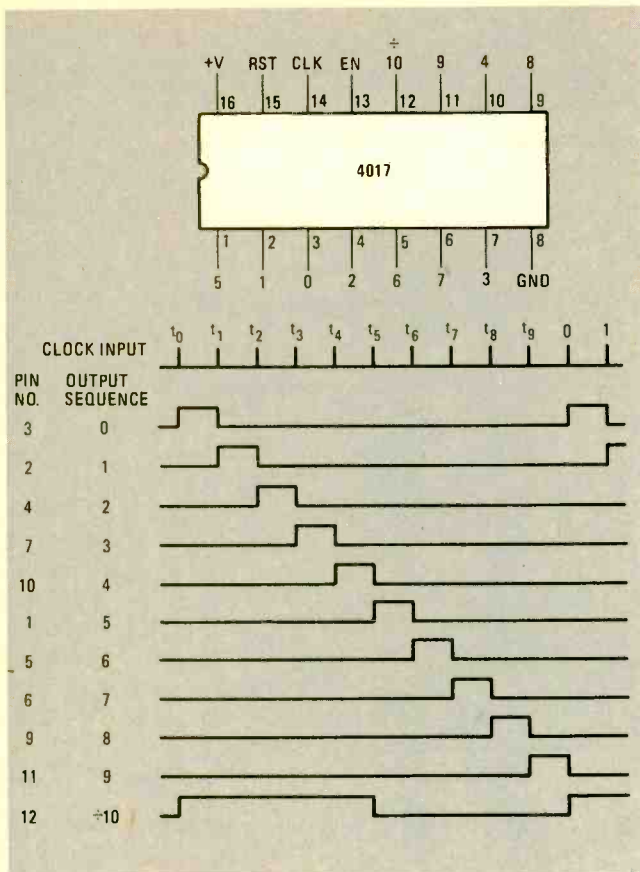 ÷
+V RST CLK EN 10 9 4 8
16 15 14 13 12 11 10 9
4017
1 2 3 4 5 6 7 8
5 1 0 2 6 7 3 GND
t0 t1 t2 t3 t4 t5 t6 t7 t8 t9 0 1
CLOCK INPUT
PIN OUTPUT
NO. SEQUENCE
3 0
2 1
4 2
7 3
10 4
1 5
5 6
6 7
9 8
11 9
12 ÷10